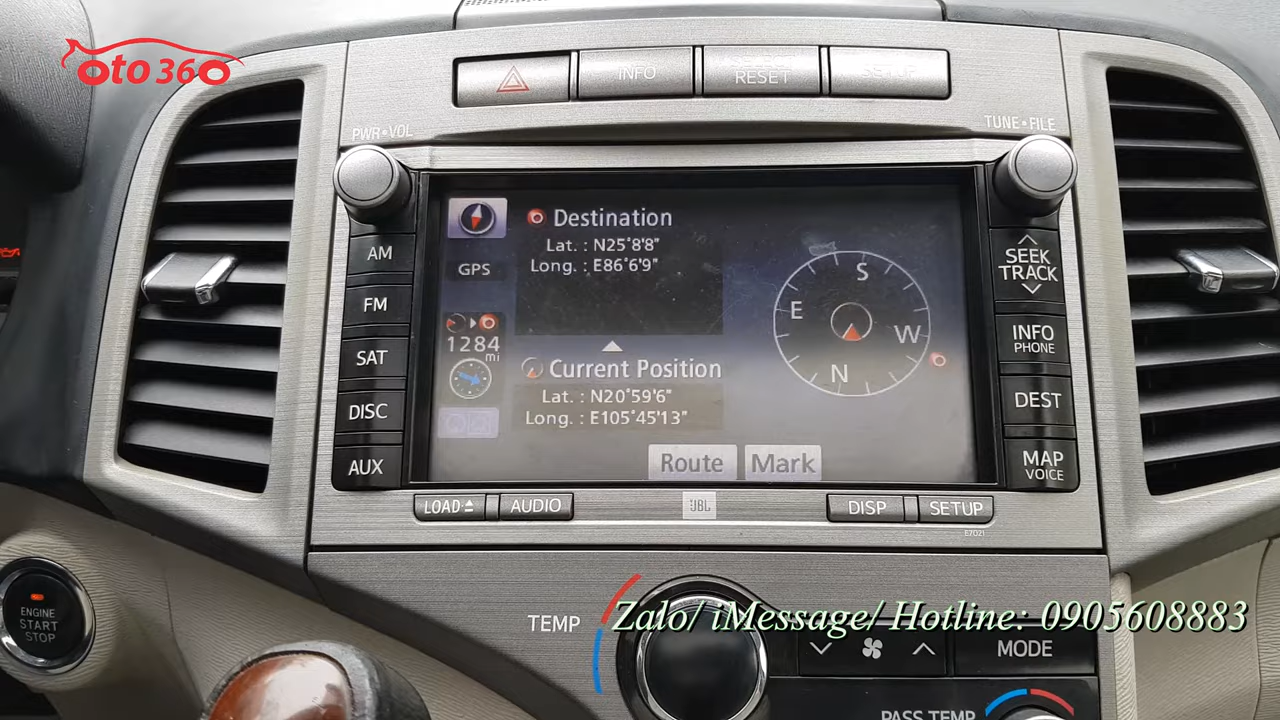 oto360
INFO
SELECT
RESET
SETUP
PWR•VOL
TUNE•FILE
AM
FM
SAT
DISC
AUX
GPS
1284
mi
Destination
Lat. : N25°8'8"
Long. : E86°6'9"
Current Position
Lat. : N20°59'6"
Long. : E105°45'13"
Route
Mark
S
E
W
N
SEEK
TRACK
INFO
PHONE
DEST
MAP
VOICE
LOAD
AUDIO
JBL
DISP
SETUP
E7021
ENGINE
START
STOP
TEMP
Zalo/ iMessage/ Hotline: 0905608883
MODE
PASS TEMP